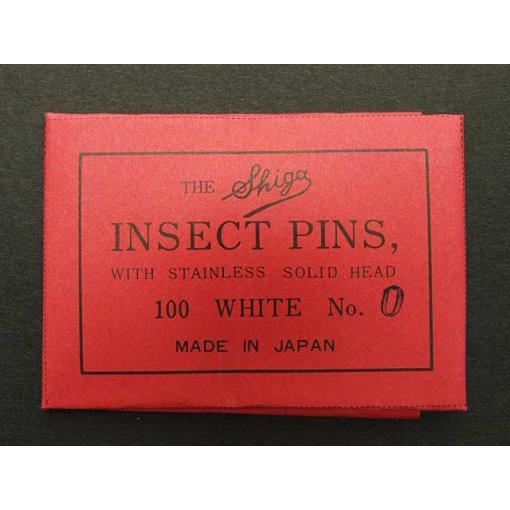 THE Shiga
INSECT PINS,
WITH STAINLESS SOLID HEAD
100 WHITE No. 0
MADE IN JAPAN